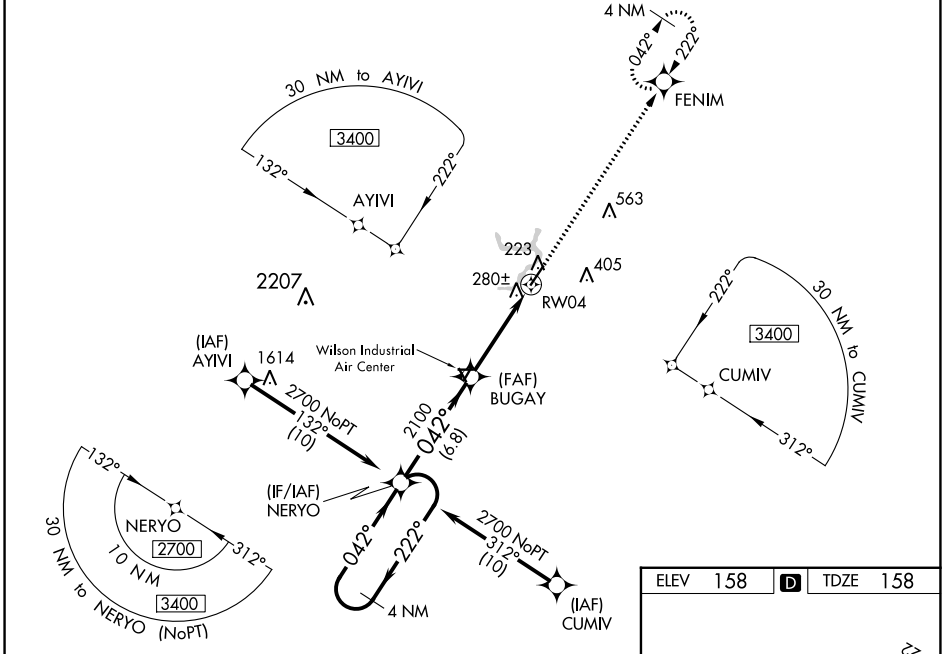 4 NM
042°
222°
FENIM
30 NM to AYIVI
3400
132°
222°
AYIVI
563
223
405
280±
RW04
2207
222°
30 NM to CUMIV
3400
CUMIV
312°
(IAF)
AYIVI
1614
Wilson Industrial
Air Center
(FAF)
BUGAY
2700 NoPT
132°
(10)
2100
042°
(6.8)
132°
NERYO
2700
312°
10 NM
3400
30 NM to NERYO (NoPT)
(IF/IAF)
NERYO
042°
222°
4 NM
2700 NoPT
312°
(10)
(IAF)
CUMIV
ELEV 158 D TDZE 158
22